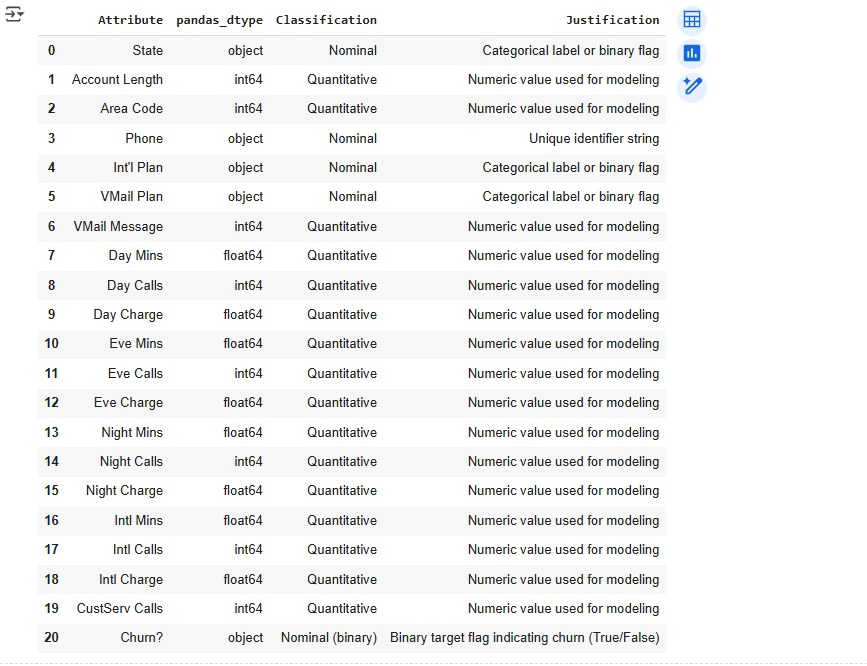 Attribute pandas_dtype Classification Justification
0 State object Nominal Categorical label or binary flag
1 Account Length int64 Quantitative Numeric value used for modeling
2 Area Code int64 Quantitative Numeric value used for modeling
3 Phone object Nominal Unique identifier string
4 Int'l Plan object Nominal Categorical label or binary flag
5 VMail Plan object Nominal Categorical label or binary flag
6 VMail Message int64 Quantitative Numeric value used for modeling
7 Day Mins float64 Quantitative Numeric value used for modeling
8 Day Calls int64 Quantitative Numeric value used for modeling
9 Day Charge float64 Quantitative Numeric value used for modeling
10 Eve Mins float64 Quantitative Numeric value used for modeling
11 Eve Calls int64 Quantitative Numeric value used for modeling
12 Eve Charge float64 Quantitative Numeric value used for modeling
13 Night Mins float64 Quantitative Numeric value used for modeling
14 Night Calls int64 Quantitative Numeric value used for modeling
15 Night Charge float64 Quantitative Numeric value used for modeling
16 Intl Mins float64 Quantitative Numeric value used for modeling
17 Intl Calls int64 Quantitative Numeric value used for modeling
18 Intl Charge float64 Quantitative Numeric value used for modeling
19 CustServ Calls int64 Quantitative Numeric value used for modeling
20 Churn? object Nominal (binary) Binary target flag indicating churn (True/False)